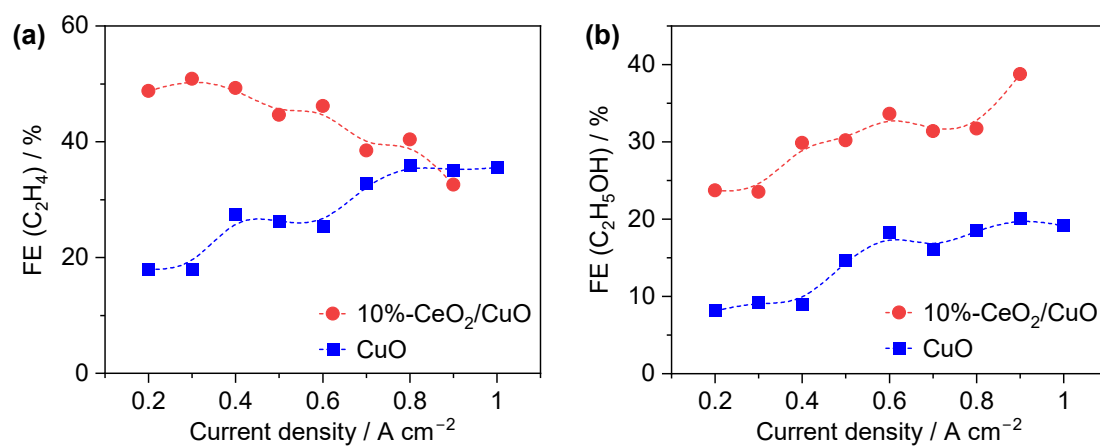 (a)
FE (C₂H₄) / %
60
40
20
0
10%-CeO₂/CuO
CuO
0.2 0.4 0.6 0.8 1
Current density / A cm⁻²
(b)
FE (C₂H₅OH) / %
40
30
20
10
0
10%-CeO₂/CuO
CuO
0.2 0.4 0.6 0.8 1
Current density / A cm⁻²